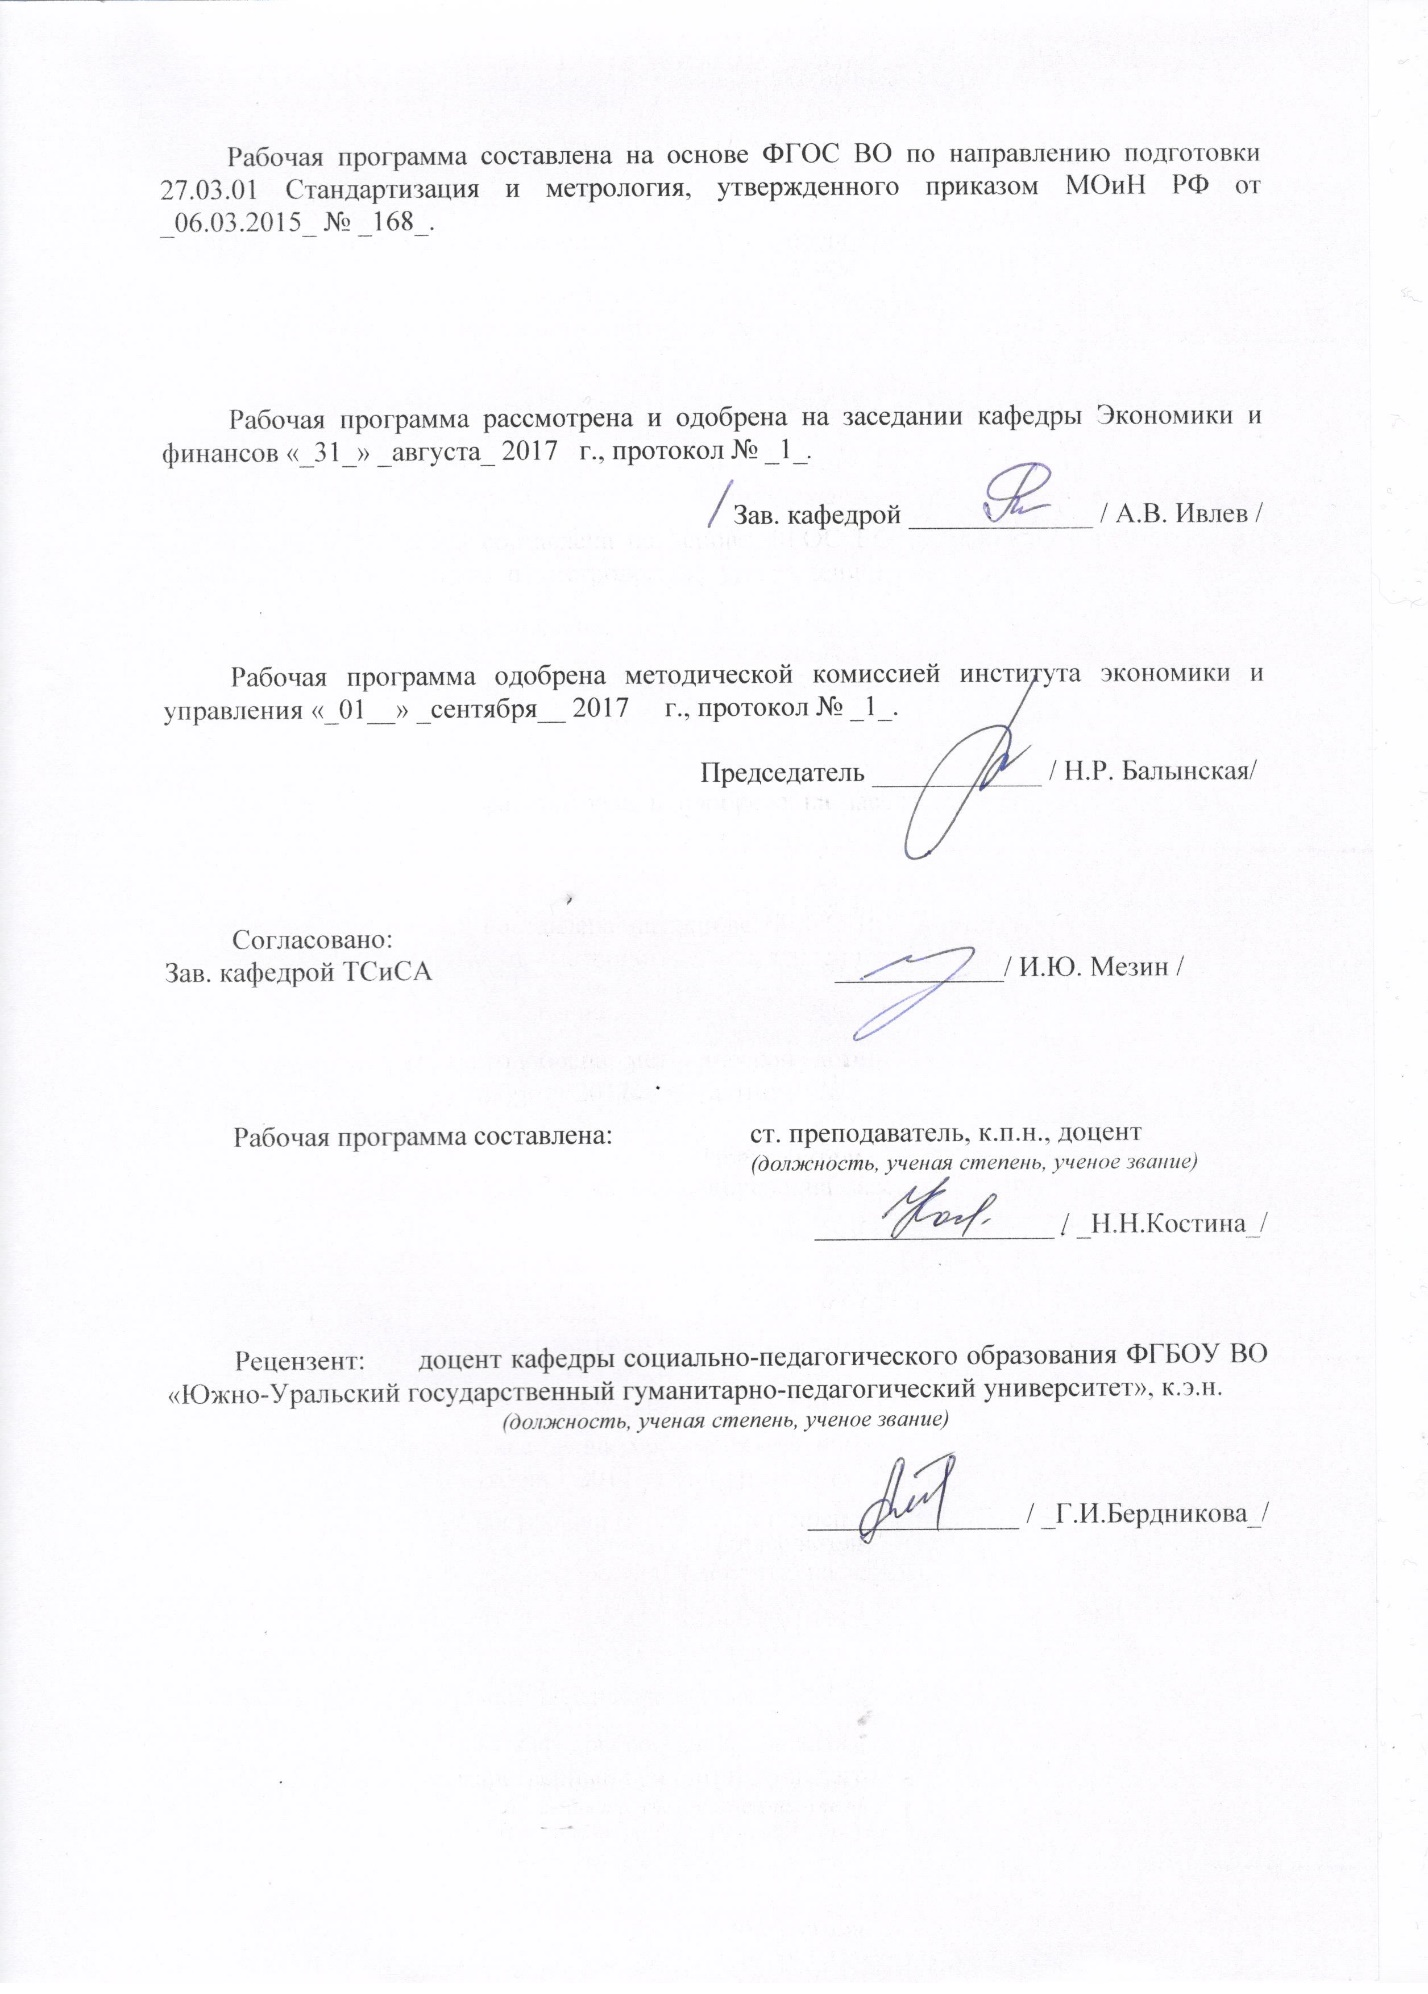 Рабочая программа составлена на основе ФГОС ВО по направлению подготовки
27.03.01 Стандартизация и метрология, утвержденного приказом МОиН РФ от
_06.03.2015_ № _168_.
Рабочая программа рассмотрена и одобрена на заседании кафедры Экономики и
финансов «_31_» _августа_ 2017 г., протокол № _1_.
/ Зав. кафедрой _____________ / А.В. Ивлев /
Рабочая программа одобрена методической комиссией института экономики и
управления «_01__» _сентября__ 2017 г., протокол № _1_.
Председатель ____________ / Н.Р. Балынская/
Согласовано:
Зав. кафедрой ТСиСА ____________/ И.Ю. Мезин /
Рабочая программа составлена: ст. преподаватель, к.п.н., доцент
(должность, ученая степень, ученое звание)
_________________ / _Н.Н.Костина_/
Рецензент: доцент кафедры социально-педагогического образования ФГБОУ ВО
«Южно-Уральский государственный гуманитарно-педагогический университет», к.э.н.
(должность, ученая степень, ученое звание)
_______________ / _Г.И.Бердникова_/